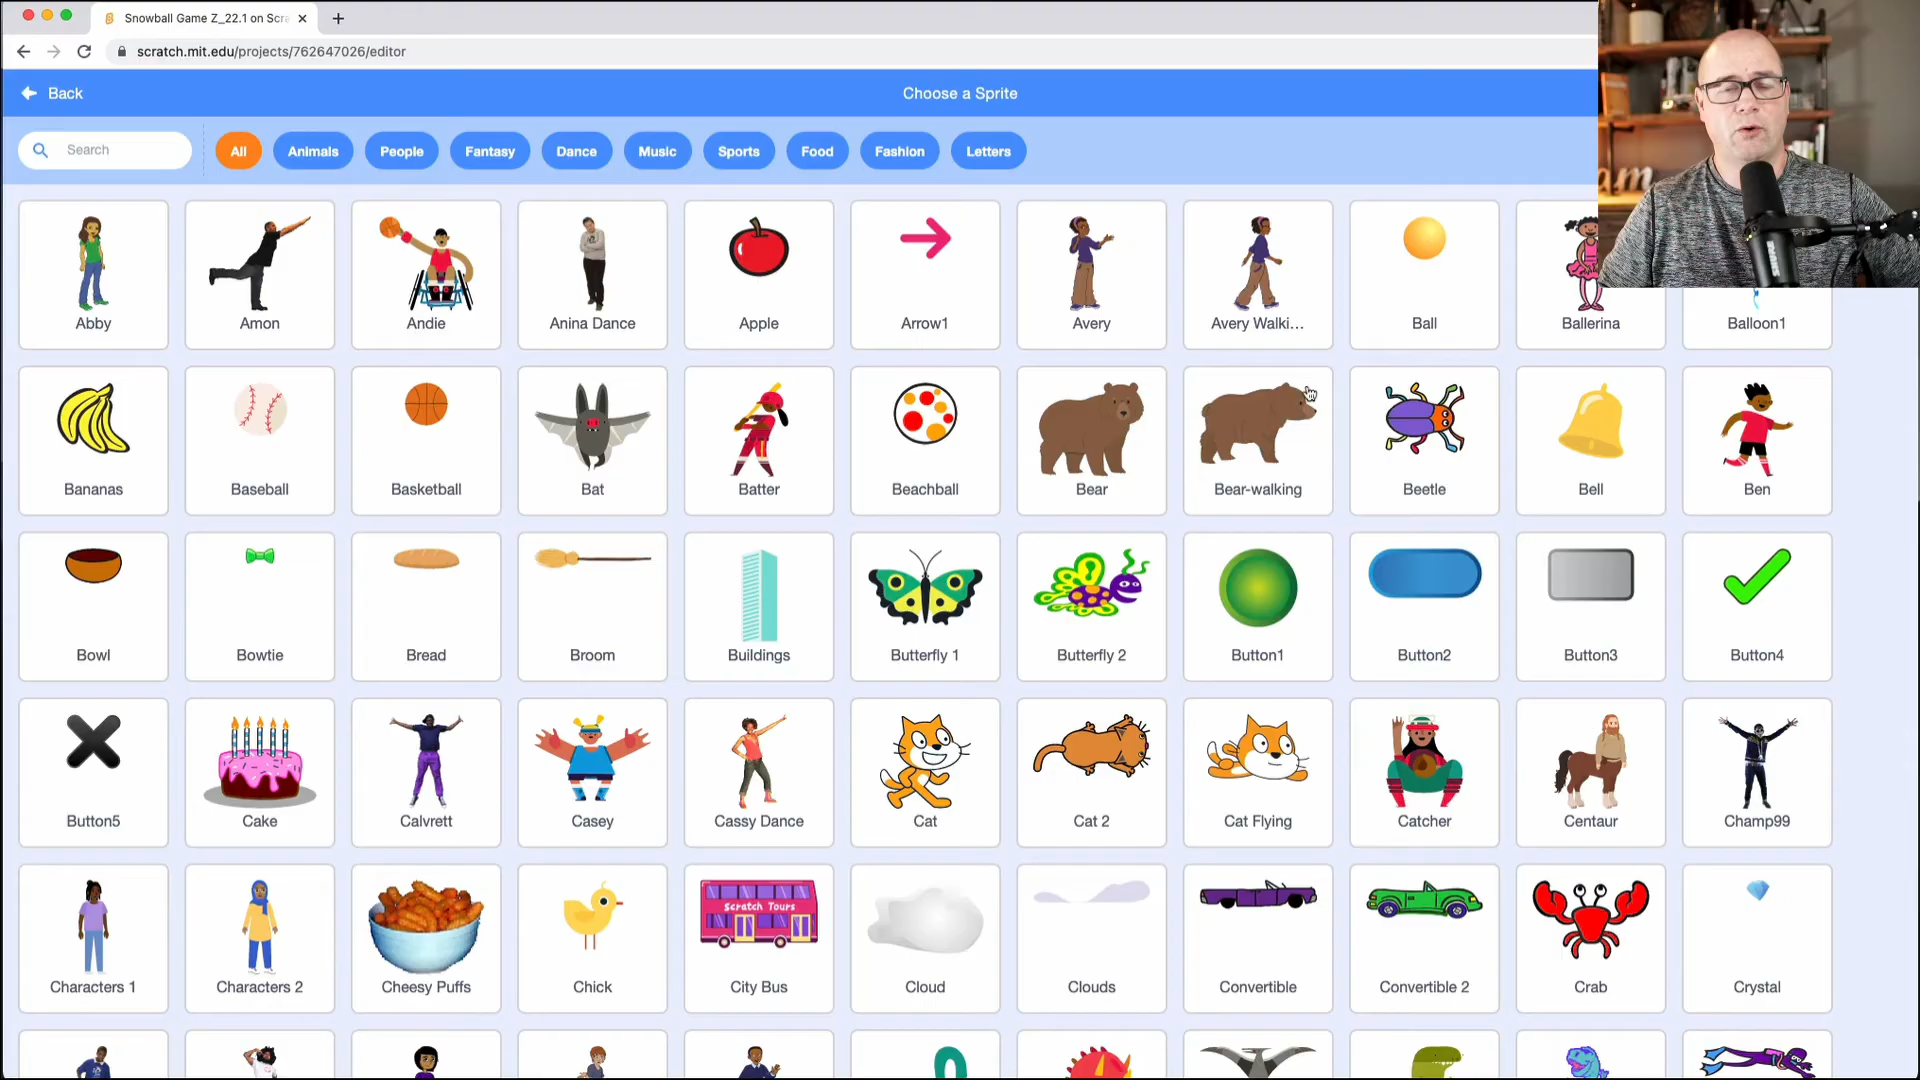 Snowball Game Z_22.1 on Scra
scratch.mit.edu/projects/762647026/editor
Back
Choose a Sprite
Search
All
Animals
People
Fantasy
Dance
Music
Sports
Food
Fashion
Letters
Abby
Amon
Andie
Anina Dance
Apple
Arrow1
Avery
Avery Walki...
Ball
Ballerina
Balloon1
Bananas
Baseball
Basketball
Bat
Batter
Beachball
Bear
Bear-walking
Beetle
Bell
Ben
Bowl
Bowtie
Bread
Broom
Buildings
Butterfly 1
Butterfly 2
Button1
Button2
Button3
Button4
Button5
Cake
Calvrett
Casey
Cassy Dance
Cat
Cat 2
Cat Flying
Catcher
Centaur
Champ99
Scratch Tours
Characters 1
Characters 2
Cheesy Puffs
Chick
City Bus
Cloud
Clouds
Convertible
Convertible 2
Crab
Crystal